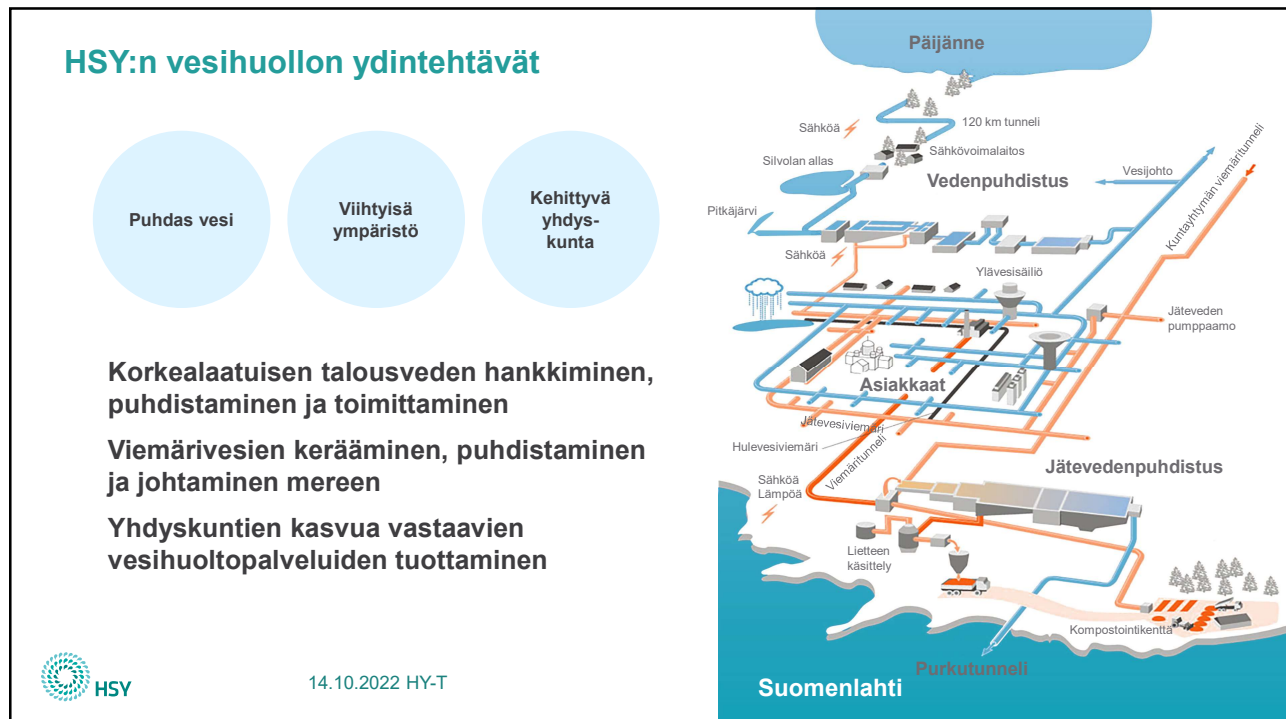 HSY:n vesihuollon ydintehtävät
Puhdas vesi
Viihtyisä
ympäristö
Kehittyvä
yhdys-
kunta
Korkealaatuisen talousveden hankkiminen,
puhdistaminen ja toimittaminen
Viemärivesien kerääminen, puhdistaminen
ja johtaminen mereen
Yhdyskuntien kasvua vastaavien
vesihuoltopalveluiden tuottaminen
HSY
14.10.2022 HY-T
Päijänne
120 km tunneli
Sähköä
Sähkövoimalaitos
Silvolan allas
Vedenpuhdistus
Vesijohto
Kuntayhtymän viemäritunneli
Pitkäjärvi
Sähköä
Ylävesisäiliö
Jäteveden
pumppaamo
Asiakkaat
Jätevesiviemäri
Hulevesiviemäri
Viemäritunneli
Jätevedenpuhdistus
Sähköä
Lämpöä
Lietteen
käsittely
Kompostointikenttä
Purkutunneli
Suomenlahti